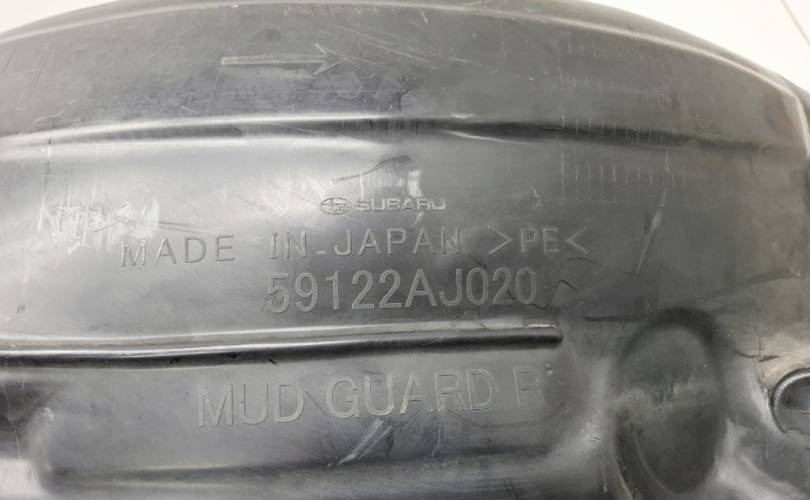 SUBARU
MADE IN JAPAN >PE<
59122AJ020
MUD GUARD R